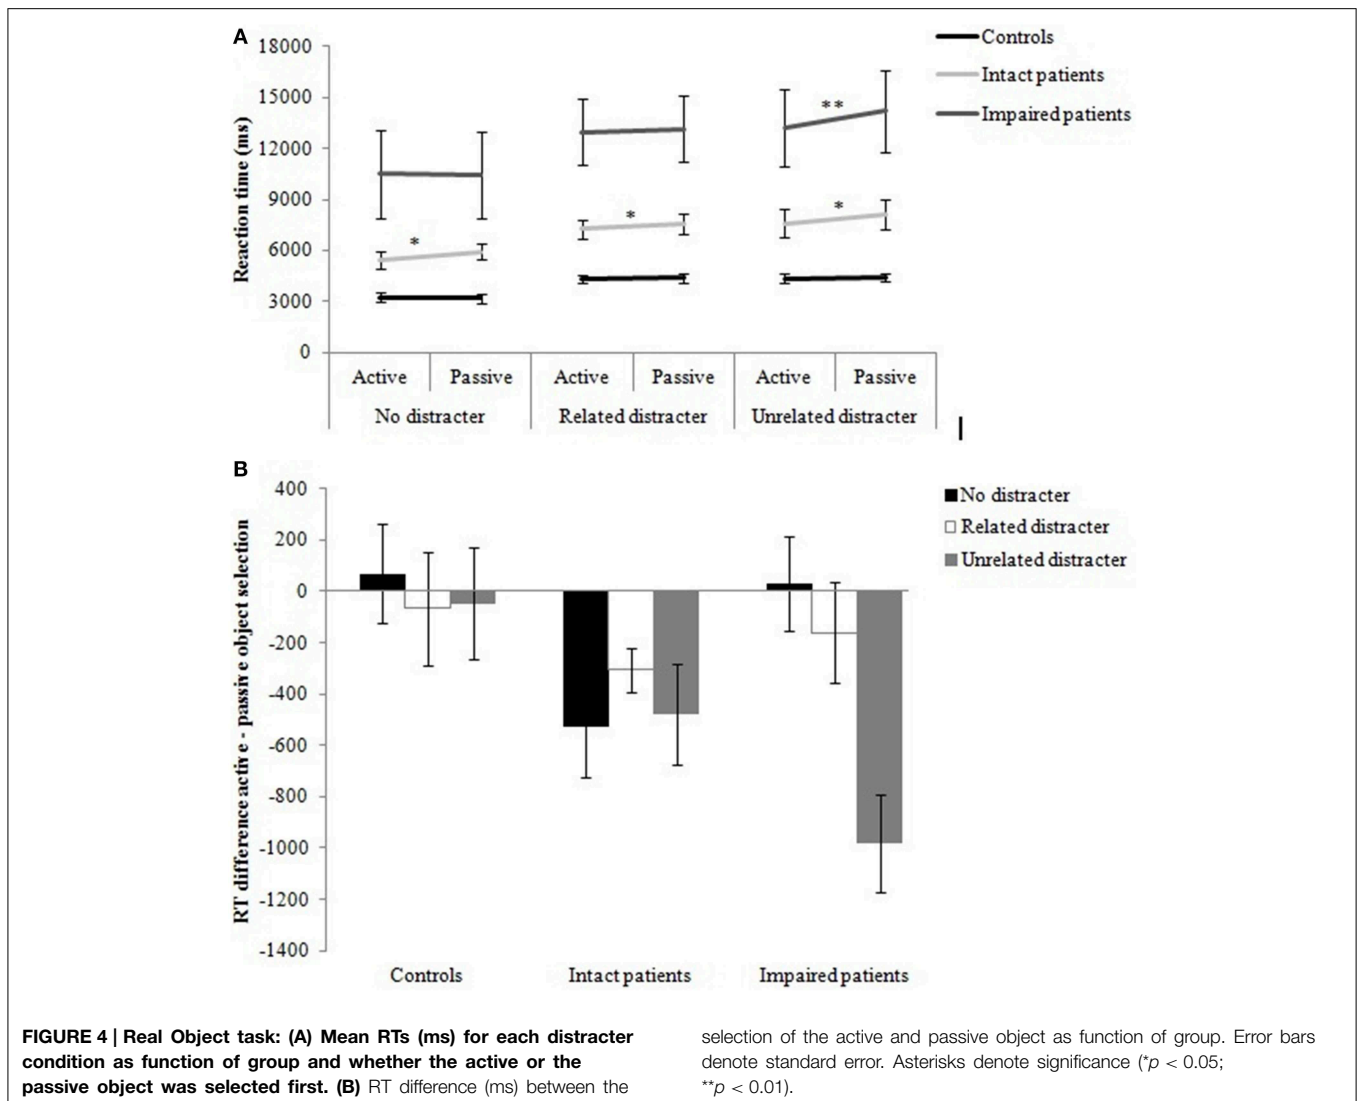 A
18000
15000
12000
9000
6000
3000
0
Reaction time (ms)
Controls
Intact patients
Impaired patients
*
*
**
*
Active Passive Active Passive Active Passive
No distracter Related distracter Unrelated distracter
B
400
200
0
-200
-400
-600
-800
-1000
-1200
-1400
RT difference active - passive object selection
No distracter
Related distracter
Unrelated distracter
Controls Intact patients Impaired patients
FIGURE 4 | Real Object task: (A) Mean RTs (ms) for each distracter
condition as function of group and whether the active or the
passive object was selected first. (B) RT difference (ms) between the
selection of the active and passive object as function of group. Error bars
denote standard error. Asterisks denote significance (*p < 0.05;
**p < 0.01).